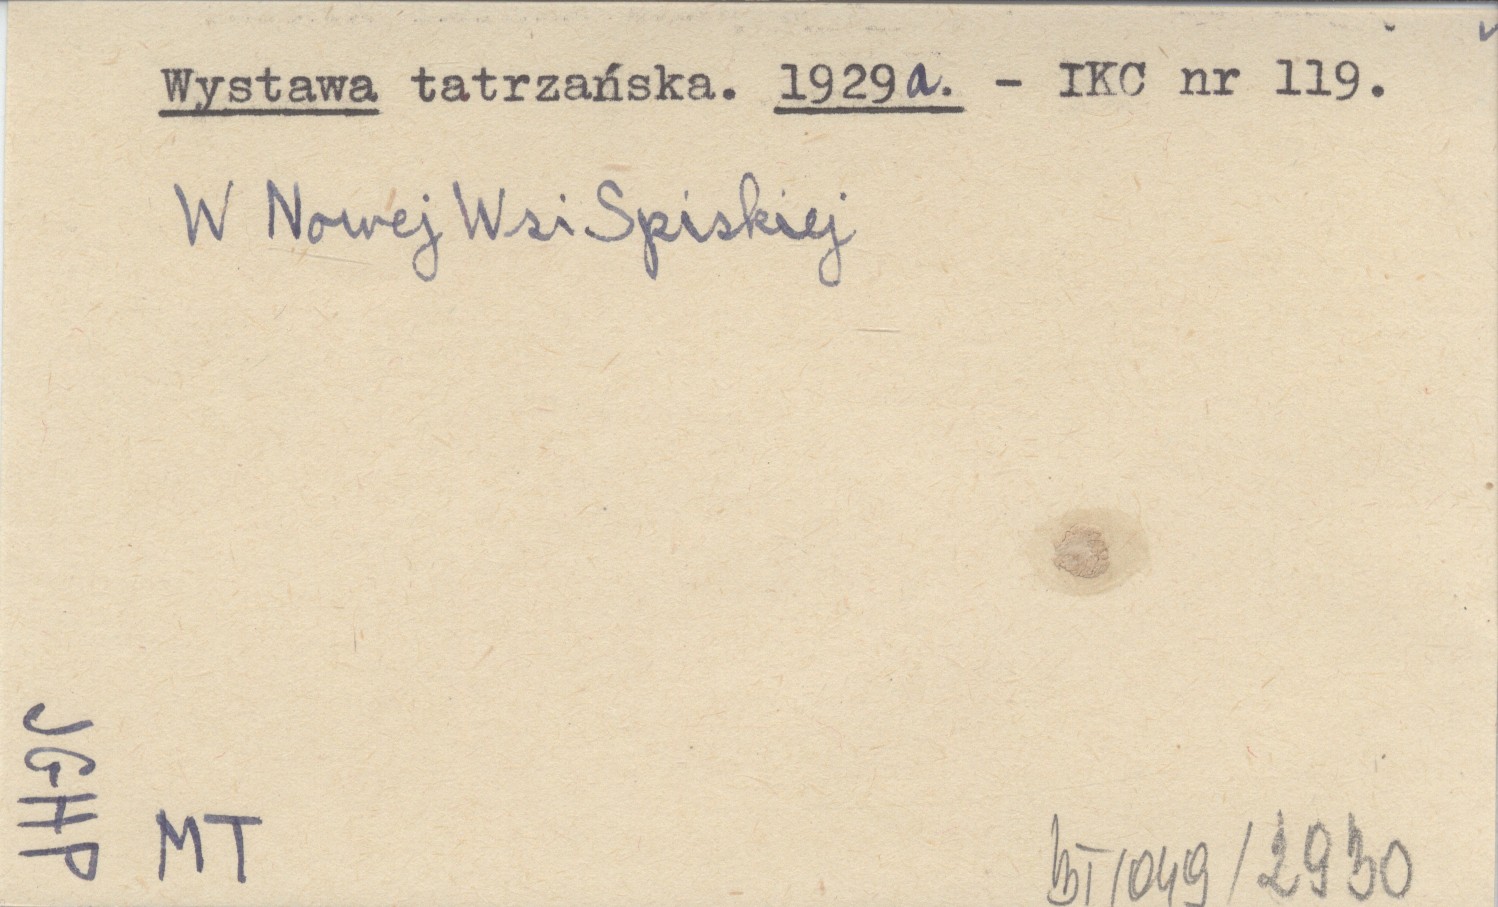 Wystawa tatrzańska. 1929a. - IKC nr 119.
W Nowej Wsi Spiskiej
JGHP
MT
BT/049/2930